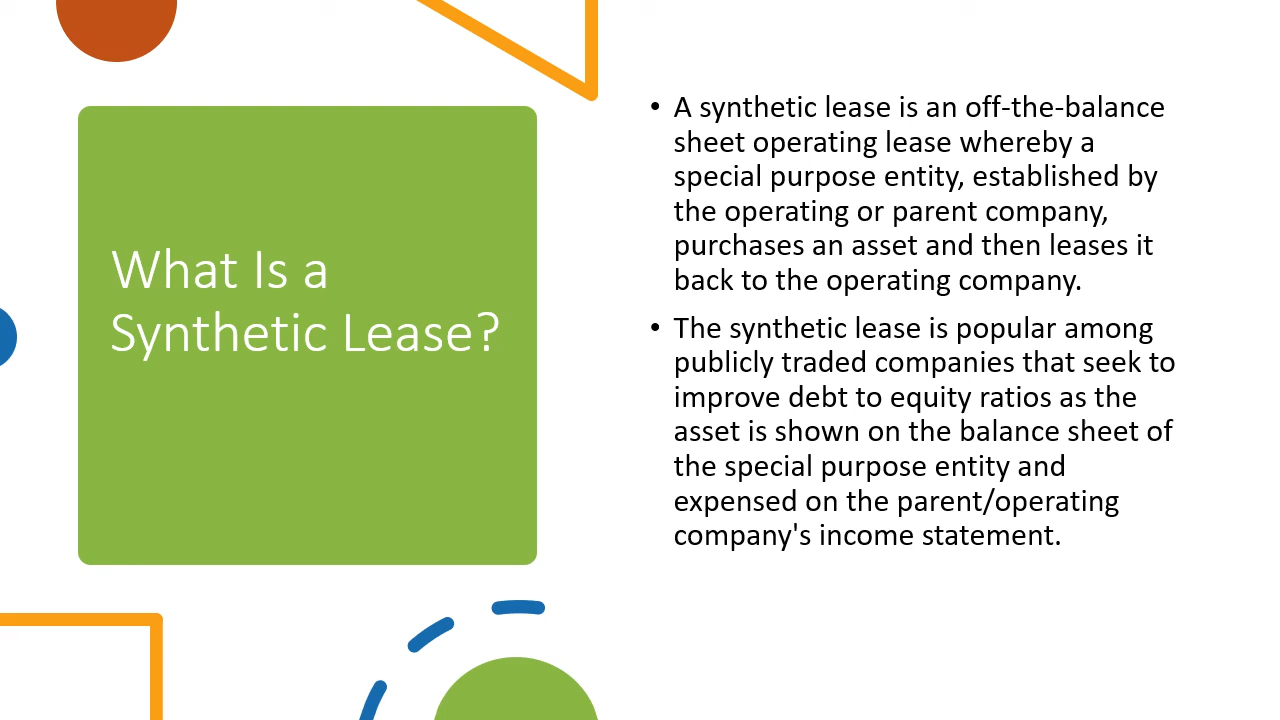 What Is a
Synthetic Lease?
• A synthetic lease is an off-the-balance
sheet operating lease whereby a
special purpose entity, established by
the operating or parent company,
purchases an asset and then leases it
back to the operating company.
• The synthetic lease is popular among
publicly traded companies that seek to
improve debt to equity ratios as the
asset is shown on the balance sheet of
the special purpose entity and
expensed on the parent/operating
company's income statement.